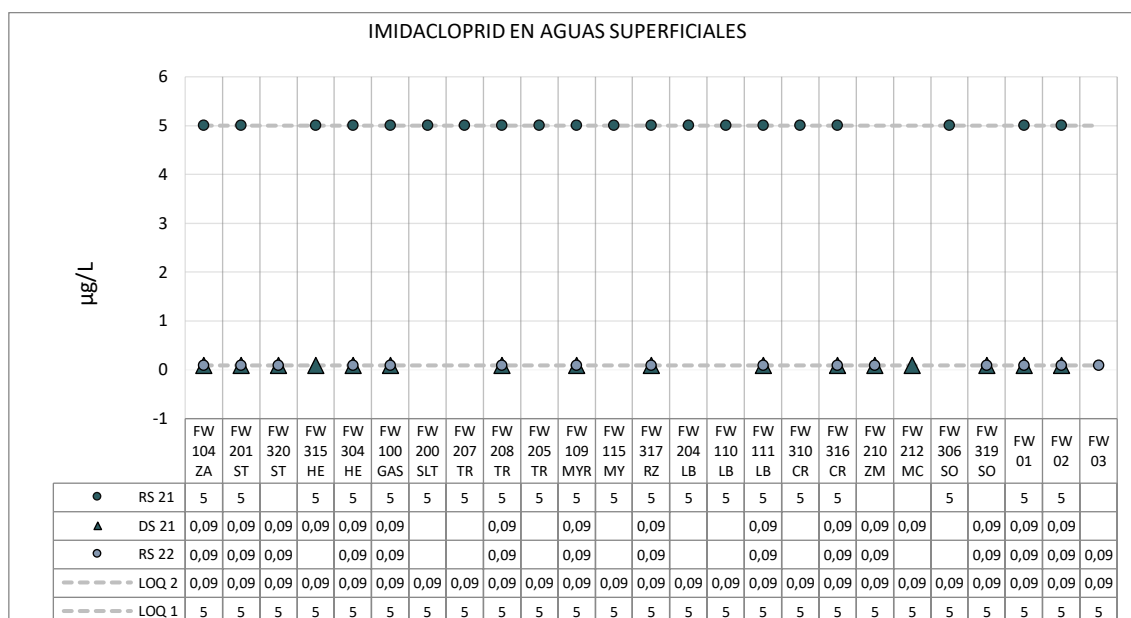 IMIDACLOPRID EN AGUAS SUPERFICIALES
6
5
4
3
2
1
0
-1
µg/L
FW 104 ZA
FW 201 ST
FW 320 ST
FW 315 HE
FW 304 HE
FW 100 GAS
FW 200 SLT
FW 207 TR
FW 208 TR
FW 205 TR
FW 109 MYR
FW 115 MY
FW 317 RZ
FW 204 LB
FW 110 LB
FW 111 LB
FW 310 CR
FW 316 CR
FW 210 ZM
FW 212 MC
FW 306 SO
FW 319 SO
FW 01
FW 02
FW 03
RS 21 5 5 5 5 5 5 5 5 5 5 5 5 5 5 5 5 5 5 5 5
DS 21 0,09 0,09 0,09 0,09 0,09 0,09 0,09 0,09 0,09 0,09 0,09 0,09 0,09 0,09 0,09 0,09
RS 22 0,09 0,09 0,09 0,09 0,09 0,09 0,09 0,09 0,09 0,09 0,09 0,09 0,09 0,09 0,09
LOQ 2 0,09 0,09 0,09 0,09 0,09 0,09 0,09 0,09 0,09 0,09 0,09 0,09 0,09 0,09 0,09 0,09 0,09 0,09 0,09 0,09 0,09 0,09 0,09 0,09 0,09
LOQ 1 5 5 5 5 5 5 5 5 5 5 5 5 5 5 5 5 5 5 5 5 5 5 5 5 5